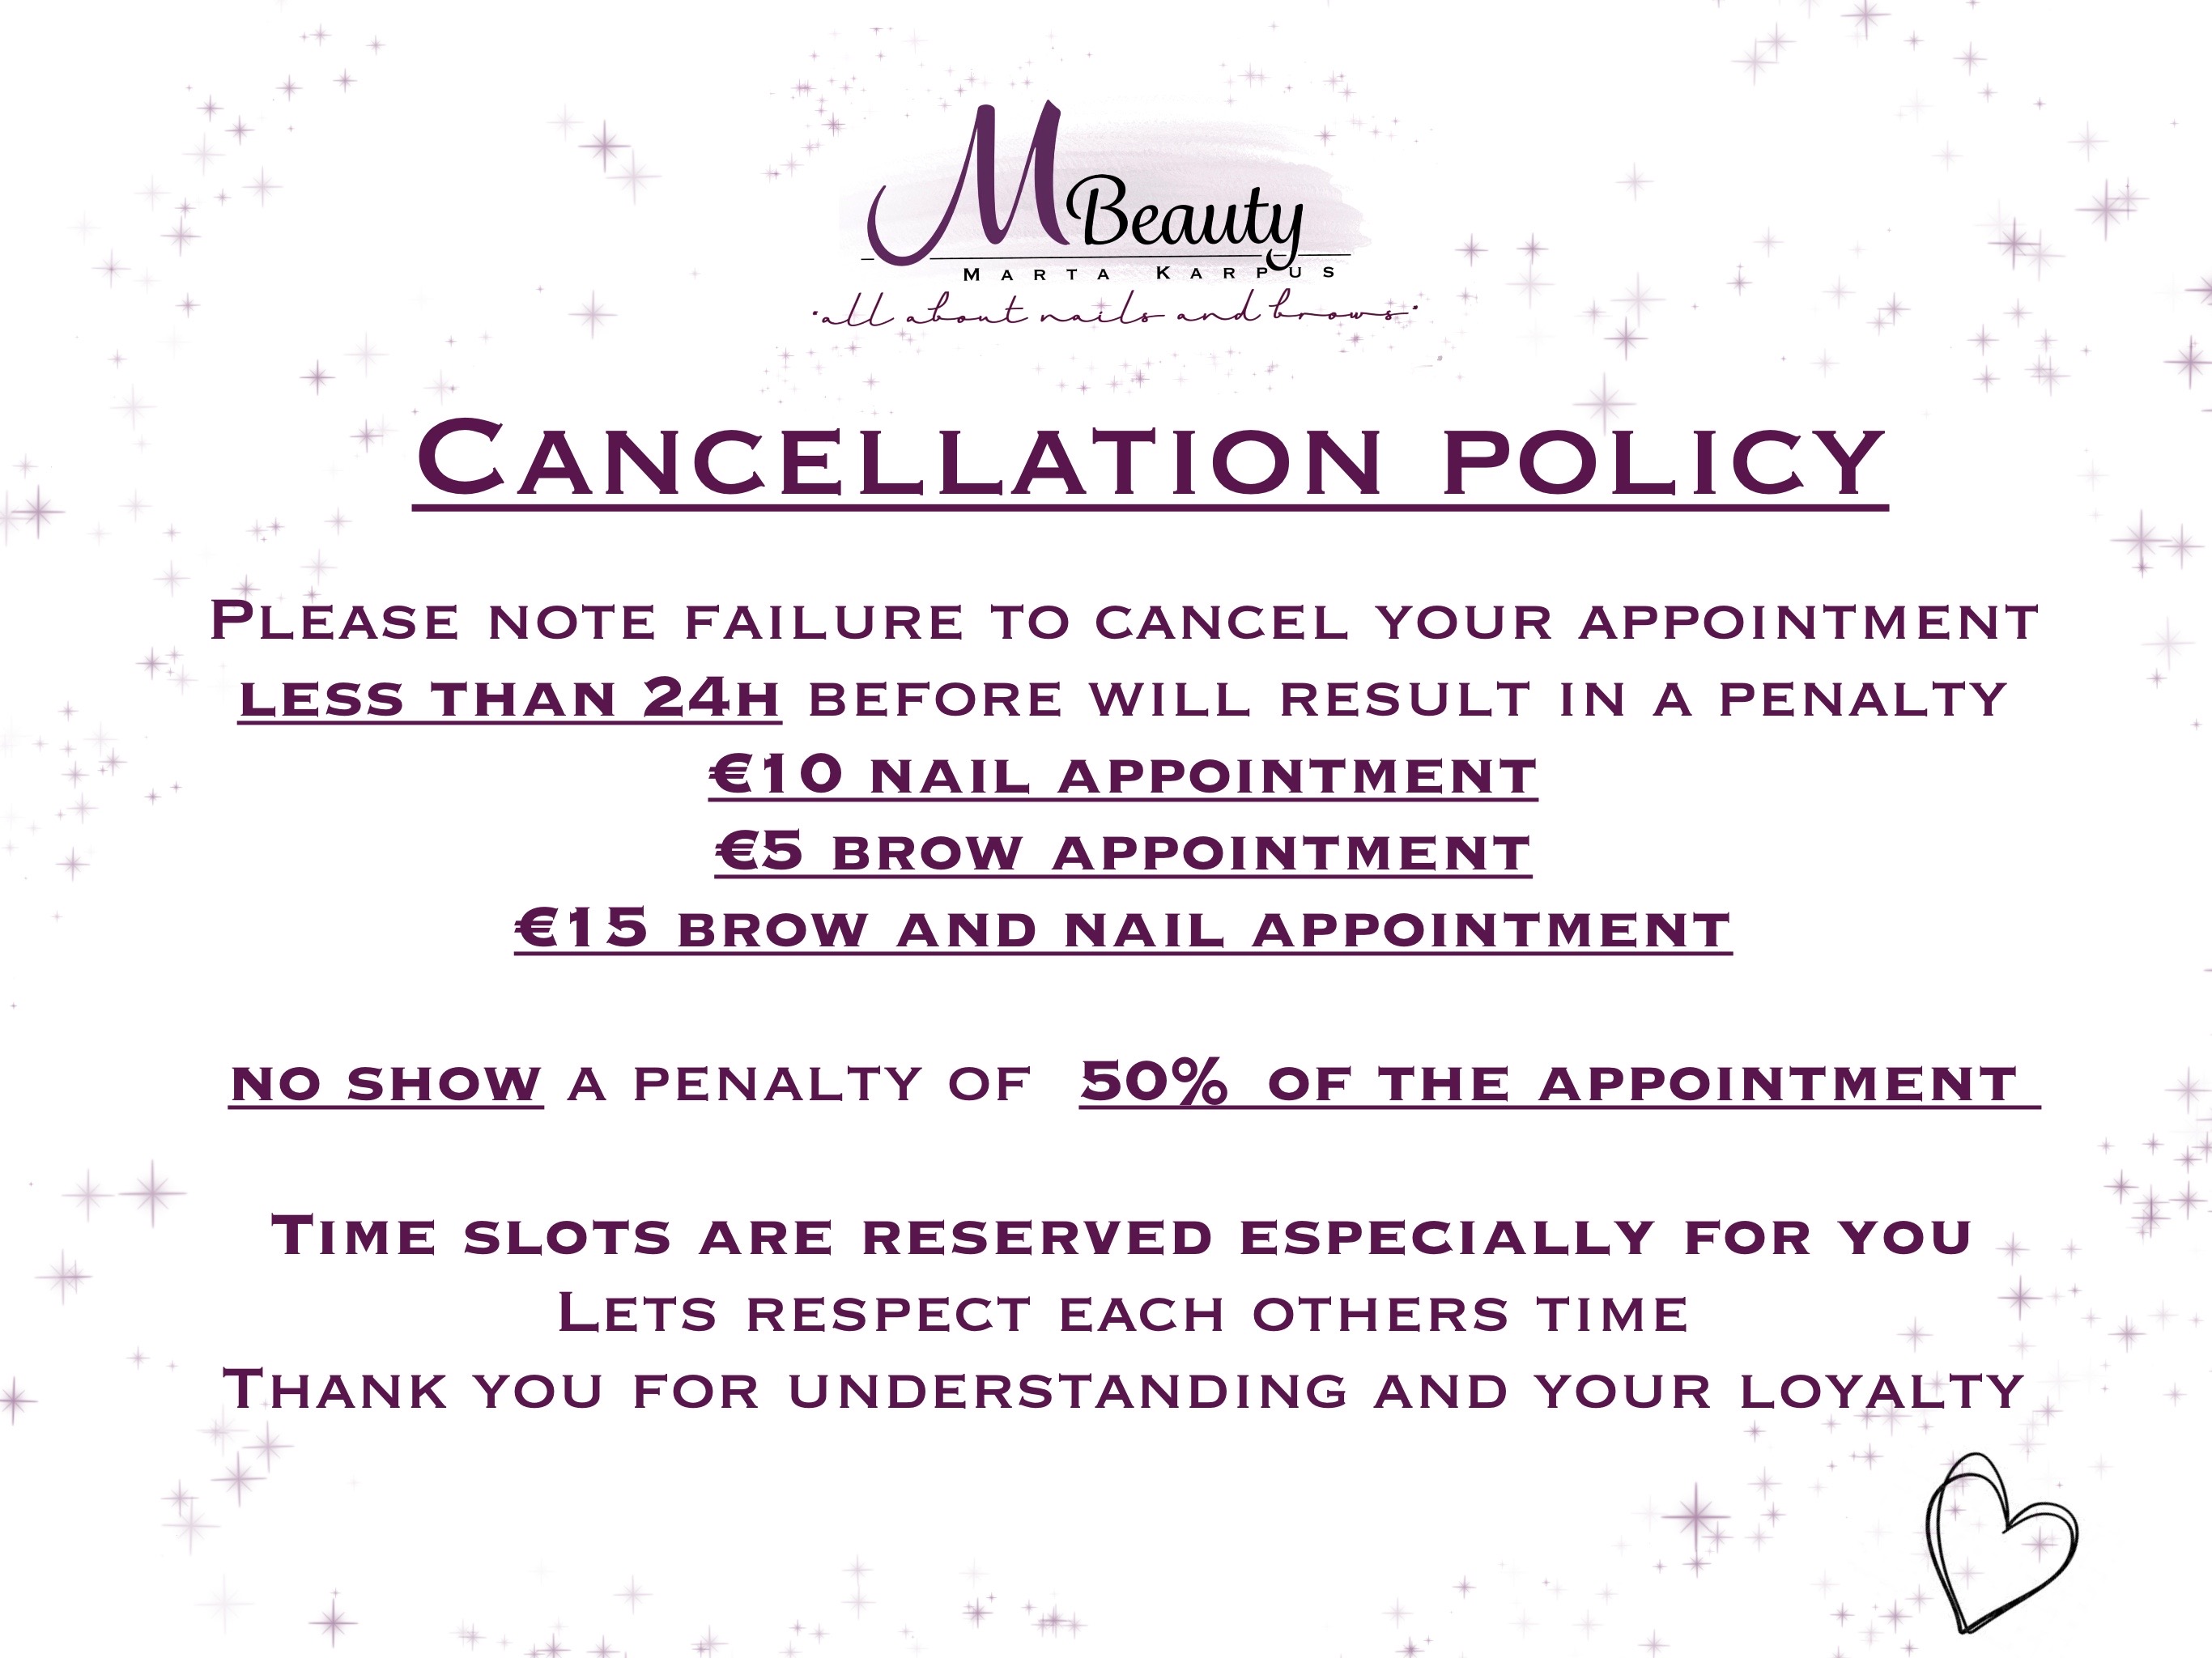 M Beauty
Marta Karpus
"all about nails and brows"
Cancellation policy
Please note failure to cancel your appointment
less than 24h before will result in a penalty
€10 nail appointment
€5 brow appointment
€15 brow and nail appointment
no show a penalty of 50% of the appointment
Time slots are reserved especially for you
Lets respect each others time
Thank you for understanding and your loyalty